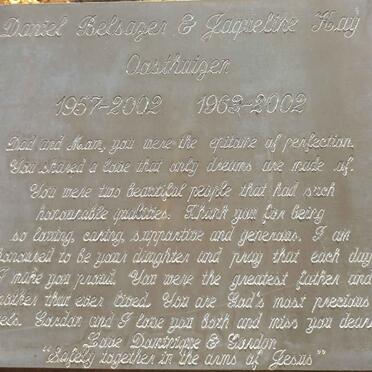 Daniel Belsazer & Jaqueline Hay
Oosthuizen
1957-2002 1963-2002
Dad and Mom, you were the epitome of perfection.
You shared a love that only dreams are made of.
You were two beautiful people that had such
honourable qualities. Thank you for being
so loving, caring, supportive and generous. I am
honoured to be your daughter and pray that each day
I make you proud. You were the greatest father and
mother that ever lived. You are God's most precious
Gordon and I love you both and miss you
Love Dominique & Gordon
"Safely together in the arms of Jesus"